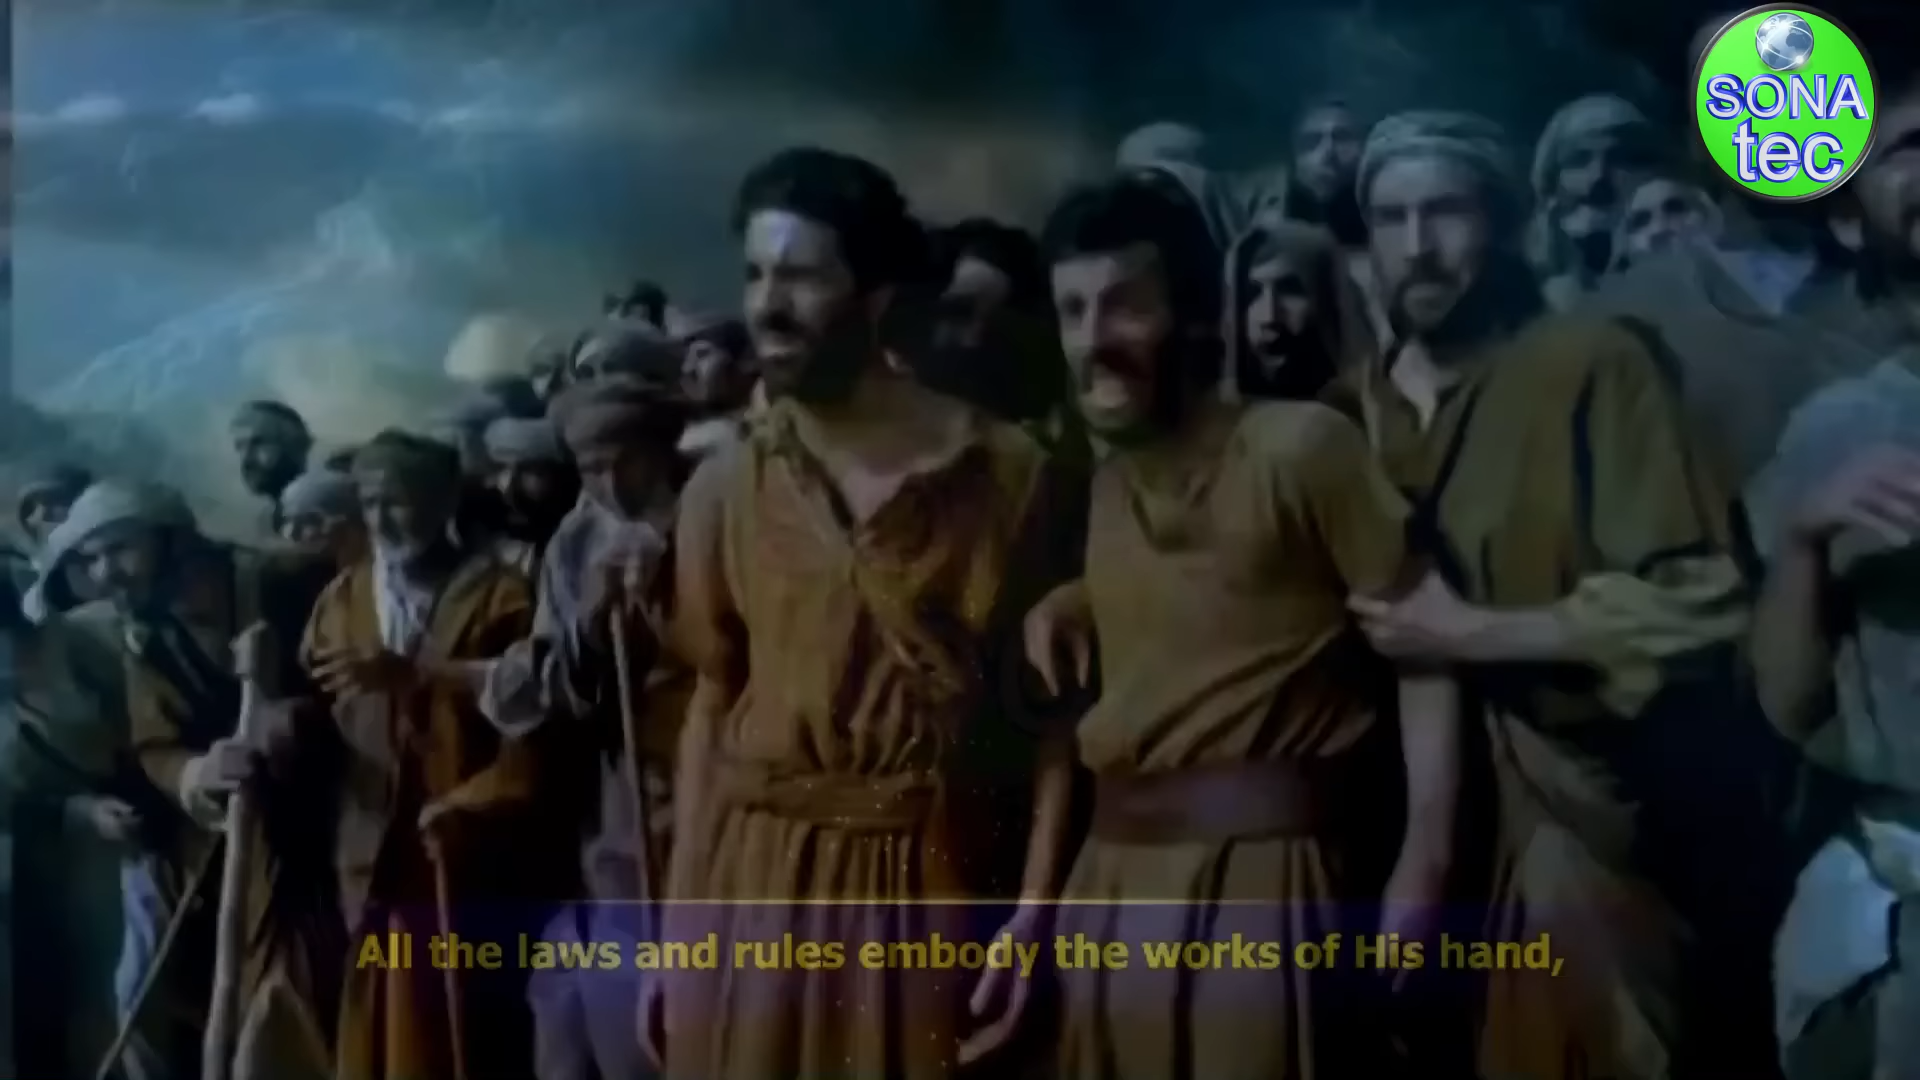 SONA
tec
All the laws and rules embody the works of His hand,